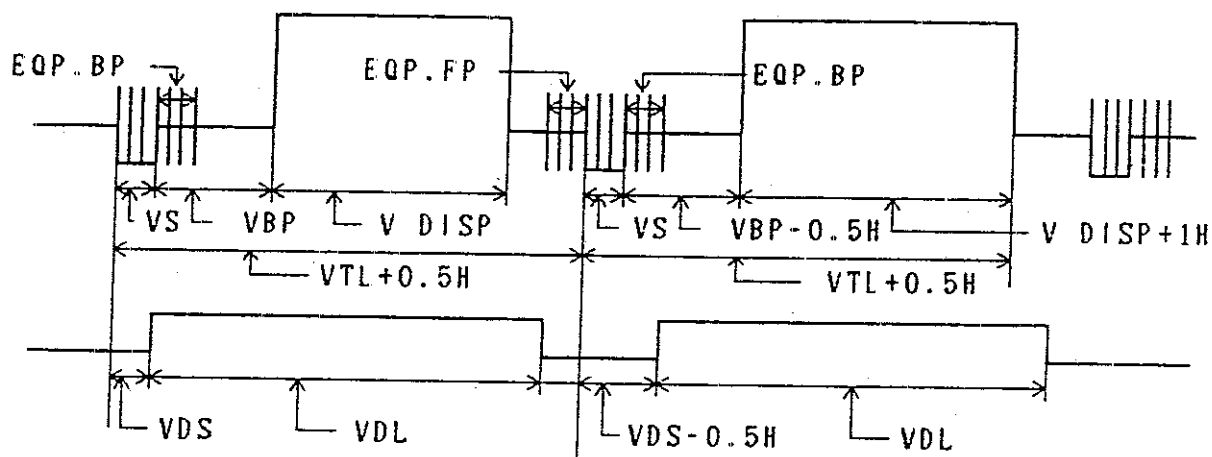 EQP.BP EQP.FP EQP.BP
VS VBP V DISP VS VBP-0.5H V DISP+1H
VTL+0.5H VTL+0.5H
VDS VDL VDS-0.5H VDL